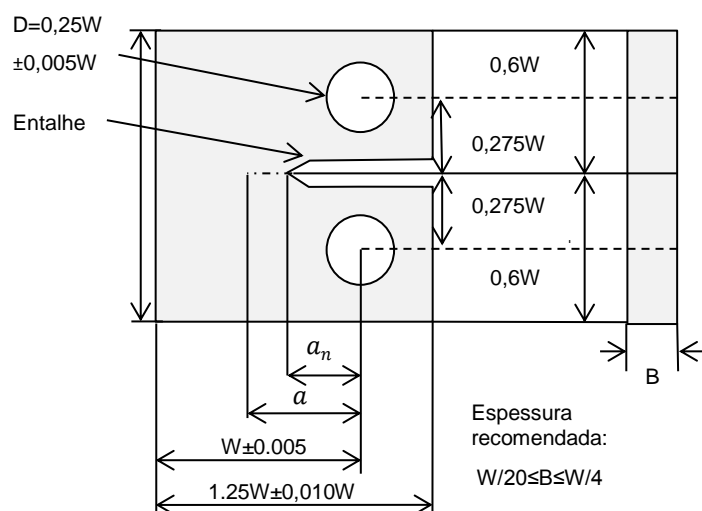 D=0,25W
±0,005W
Entalhe
0,6W
0,275W
0,275W
0,6W
a_n
a
W±0.005
1.25W±0,010W
B
Espessura
recomendada:
W/20≤B≤W/4